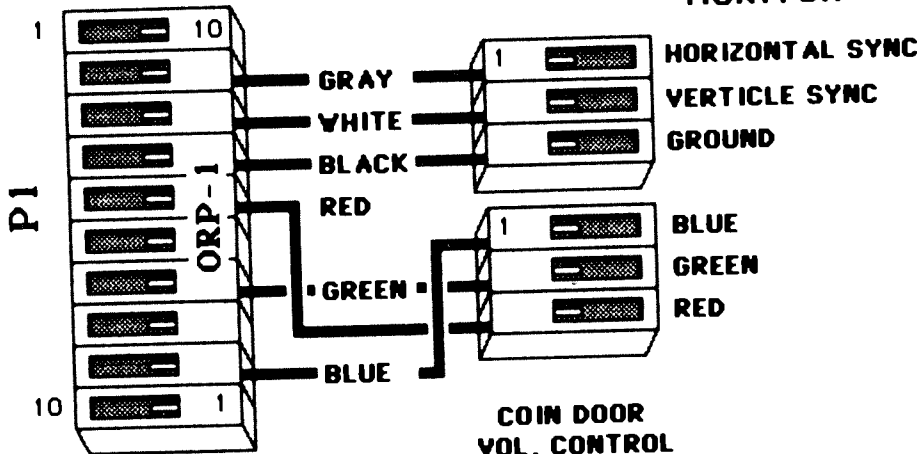 1 10
GRAY
WHITE
BLACK
RED
GREEN
BLUE
P1
ORP-1
10 1
1 HORIZONTAL SYNC
VERTICLE SYNC
GROUND
1 BLUE
GREEN
RED
COIN DOOR
VOL. CONTROL